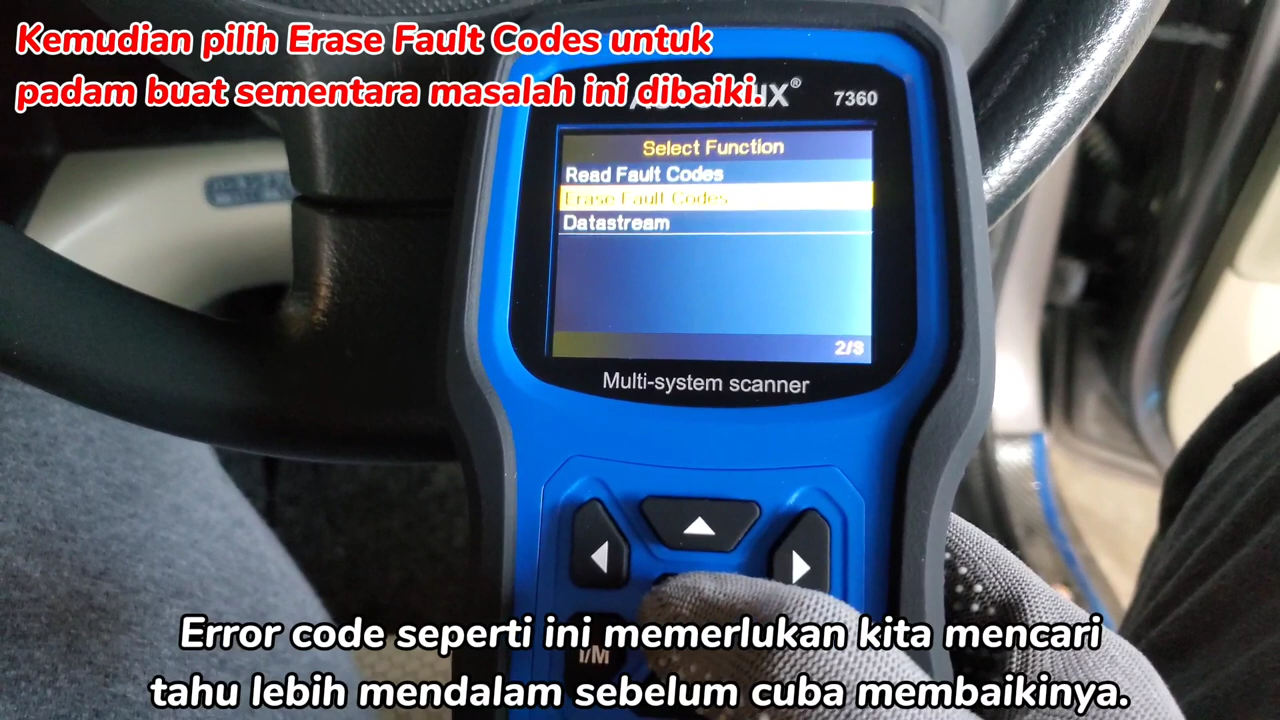 Kemudian pilih Erase Fault Codes untuk
padam buat sementara masalah ini dibaiki.
7360
Select Function
Read Fault Codes
Erase Fault Codes
Datastream
2/3
Multi-system scanner
I/M
Error code seperti ini memerlukan kita mencari
tahu lebih mendalam sebelum cuba membaikinya.